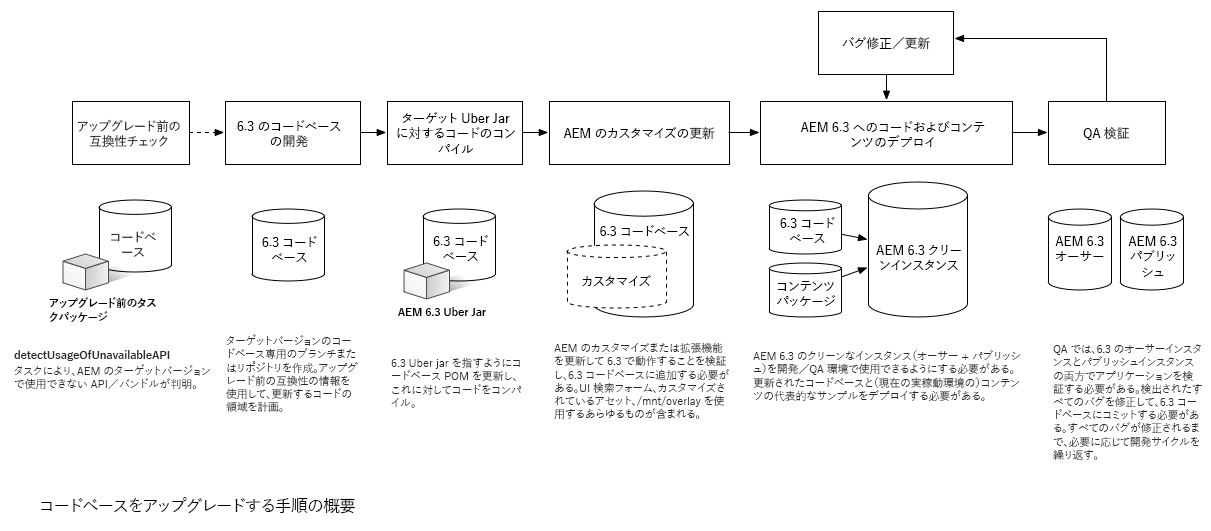 バグ修正／更新
アップグレード前の
互換性チェック
6.3 のコードベース
の開発
ターゲット Uber Jar
に対するコードのコン
パイル
AEM のカスタマイズの更新
AEM 6.3 へのコードおよびコンテ
ンツのデプロイ
QA 検証
コードベ
ース
アップグレード前のタス
クパッケージ
6.3 コード
ベース
6.3 コード
ベース
AEM 6.3 Uber Jar
6.3 コードベース
カスタマイズ
6.3 コード
ベース
コンテンツ
パッケージ
AEM 6.3 クリー
ンインスタンス
AEM 6.3
オーサー
AEM 6.3
パブリッ
シュ
detectUsageOfUnavailableAPI
タスクにより、AEM のターゲットバージョン
で使用できない API／バンドルが判明。
ターゲットバージョンのコー
ドベース専用のブランチまた
はリポジトリを作成。アップグ
レード前の互換性の情報を
使用して、更新するコードの
領域を計画。
6.3 Uber jar を指すようにコ
ードベース POM を更新し、
これに対してコードをコンパ
イル。
AEM のカスタマイズまたは拡張機能
を更新して 6.3 で動作することを検証
し、6.3 コードベースに追加する必要が
ある。UI 検索フォーム、カスタマイズさ
れているアセット、/mnt/overlay を使
用するあらゆるものが含まれる。
AEM 6.3 のクリーンなインスタンス（オーサー + パブリッシ
ュ）を開発／QA 環境で使用できるようにする必要がある。
更新されたコードベースと（現在の実稼動環境の）コンテン
ツの代表的なサンプルをデプロイする必要がある。
QA では、6.3 のオーサーインスタ
ンスとパブリッシュインスタンス
の両方でアプリケーションを検
証する必要がある。検出されたす
べてのバグを修正して、6.3 コー
ドベースにコミットする必要があ
る。すべてのバグが修正されるま
で、必要に応じて開発サイクルを
繰り返す。
コードベースをアップグレードする手順の概要